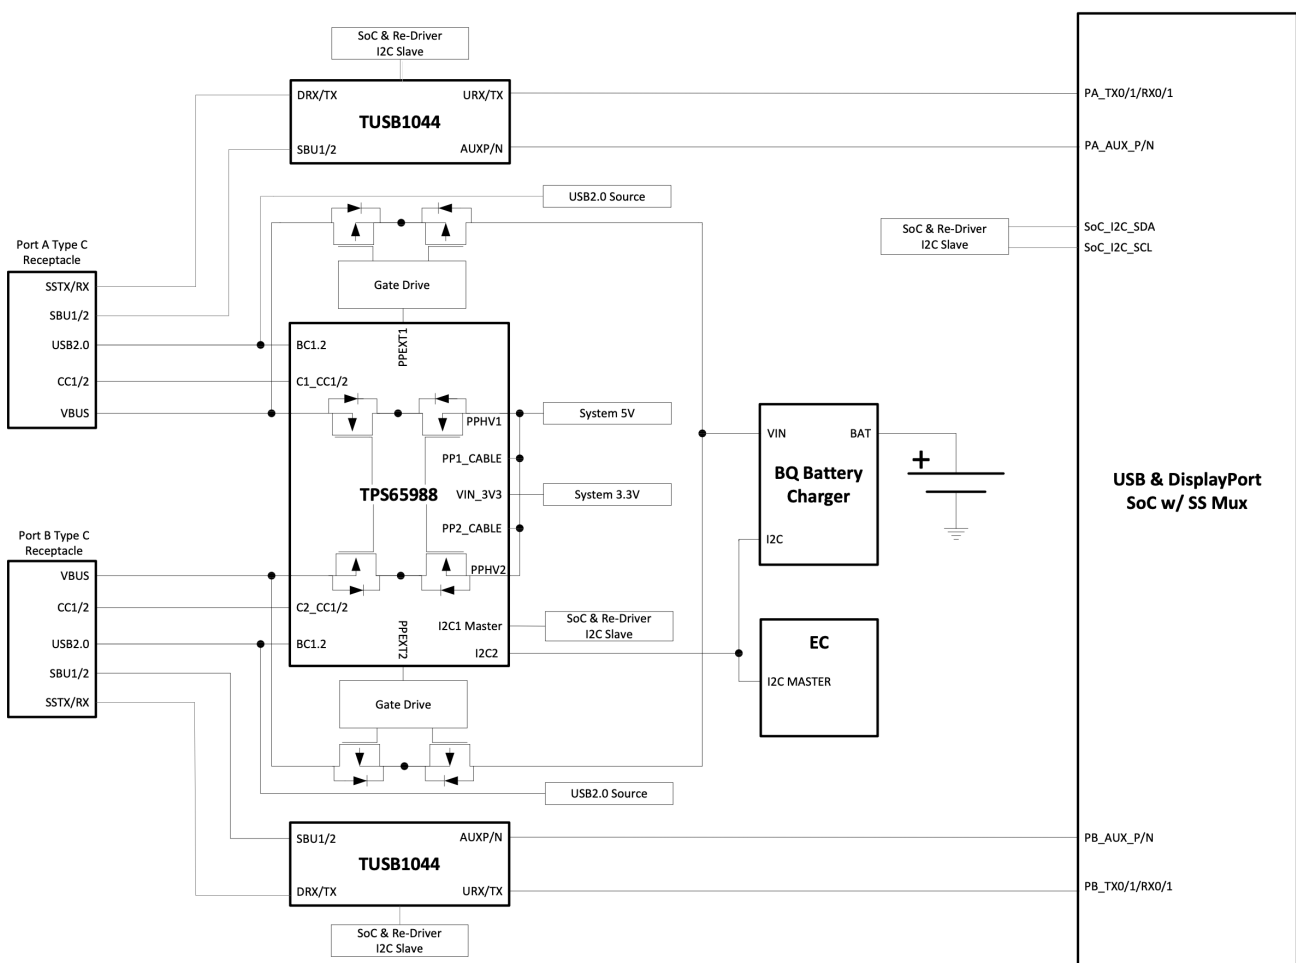 SoC & Re-Driver
I2C Slave
DRX/TX
URX/TX
TUSB1044
SBU1/2
AUXP/N
PA_TX0/1/RX0/1
PA_AUX_P/N
USB2.0 Source
SoC & Re-Driver
I2C Slave
SoC_I2C_SDA
SoC_I2C_SCL
Port A Type C
Receptacle
SSTX/RX
SBU1/2
USB2.0
CC1/2
VBUS
Gate Drive
PPEXT1
BC1.2
C1_CC1/2
PPHV1
PP1_CABLE
TPS65988
VIN_3V3
PP2_CABLE
PPHV2
C2_CC1/2
BC1.2
PPEXT2
I2C1 Master
I2C2
System 5V
System 3.3V
SoC & Re-Driver
I2C Slave
VIN
BAT
BQ Battery
Charger
I2C
+
EC
I2C MASTER
USB & DisplayPort
SoC w/ SS Mux
Port B Type C
Receptacle
VBUS
CC1/2
USB2.0
SBU1/2
SSTX/RX
Gate Drive
USB2.0 Source
SBU1/2
AUXP/N
TUSB1044
DRX/TX
URX/TX
PB_AUX_P/N
PB_TX0/1/RX0/1
SoC & Re-Driver
I2C Slave